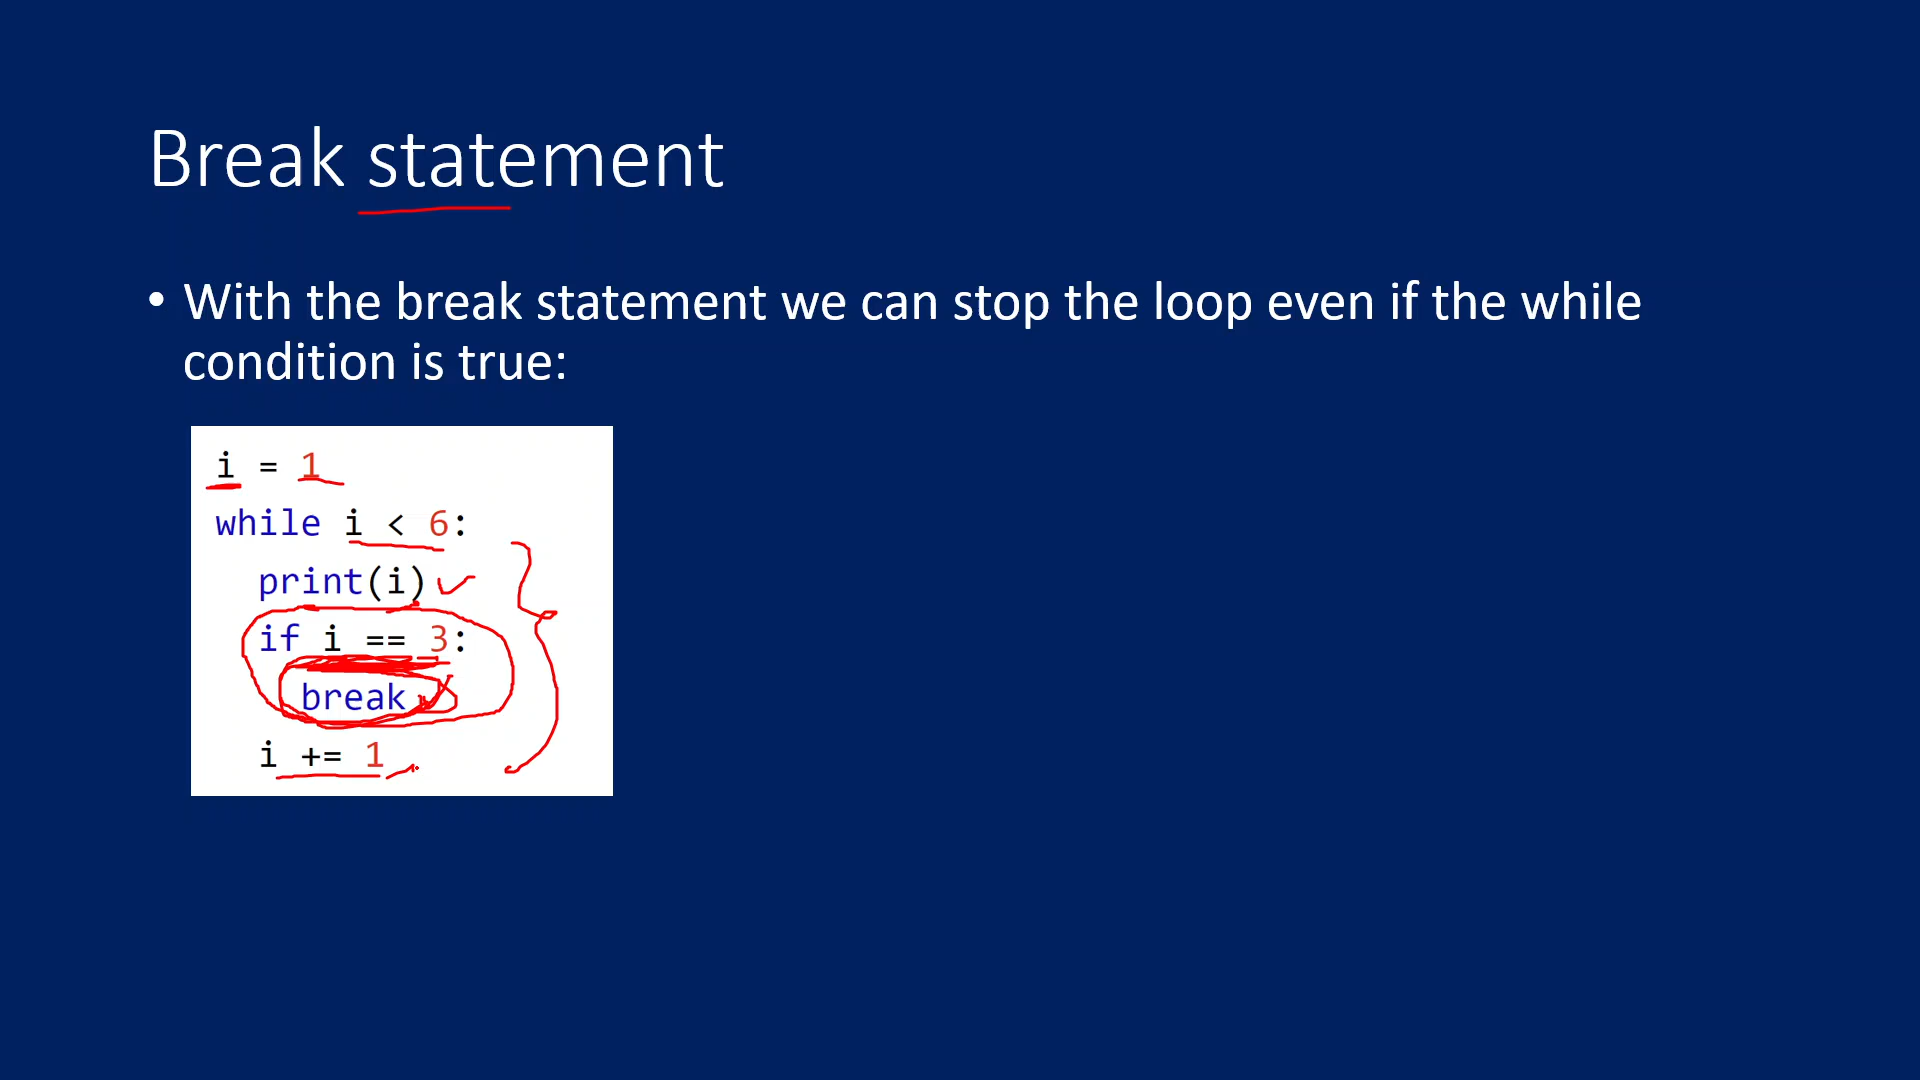 Break statement
• With the break statement we can stop the loop even if the while
condition is true:
i = 1
while i < 6:
  print(i)
  if i == 3:
    break
  i += 1